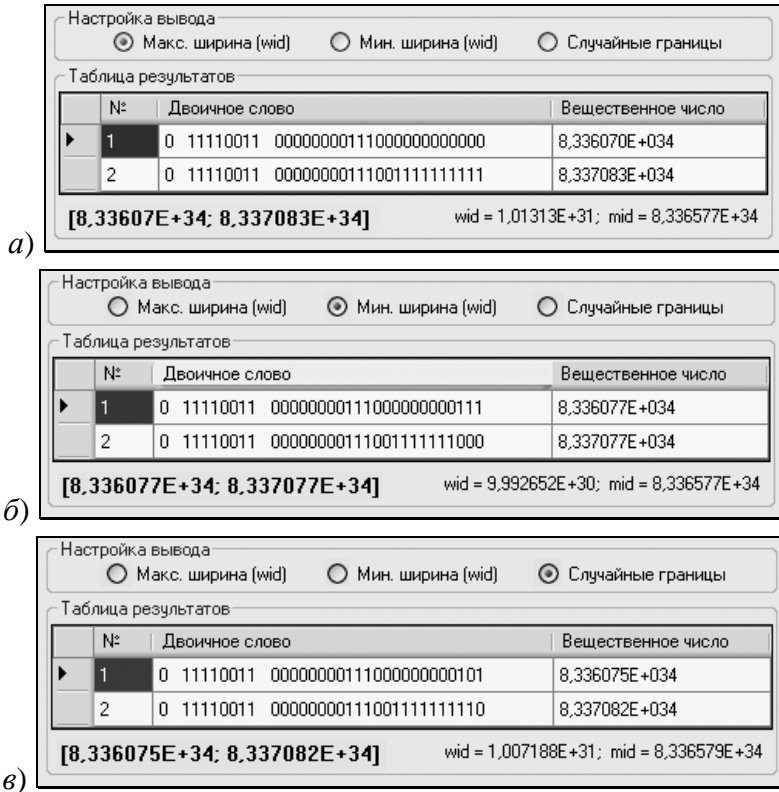 Настройка вывода
Макс. ширина (wid) Мин. ширина (wid) Случайные границы
Таблица результатов
№ Двоичное слово Вещественное число
1 0 11110011 00000000111000000000000 8,336070E+034
2 0 11110011 00000000111001111111111 8,337083E+034
[8,33607E+34; 8,337083E+34] wid = 1,01313E+31; mid = 8,336577E+34
а)
Настройка вывода
Макс. ширина (wid) Мин. ширина (wid) Случайные границы
Таблица результатов
№ Двоичное слово Вещественное число
1 0 11110011 00000000111000000000111 8,336077E+034
2 0 11110011 00000000111001111111000 8,337077E+034
[8,336077E+34; 8,337077E+34] wid = 9,992652E+30; mid = 8,336577E+34
б)
Настройка вывода
Макс. ширина (wid) Мин. ширина (wid) Случайные границы
Таблица результатов
№ Двоичное слово Вещественное число
1 0 11110011 00000000111000000000101 8,336075E+034
2 0 11110011 00000000111001111111110 8,337082E+034
[8,336075E+34; 8,337082E+34] wid = 1,007188E+31; mid = 8,336579E+34
в)